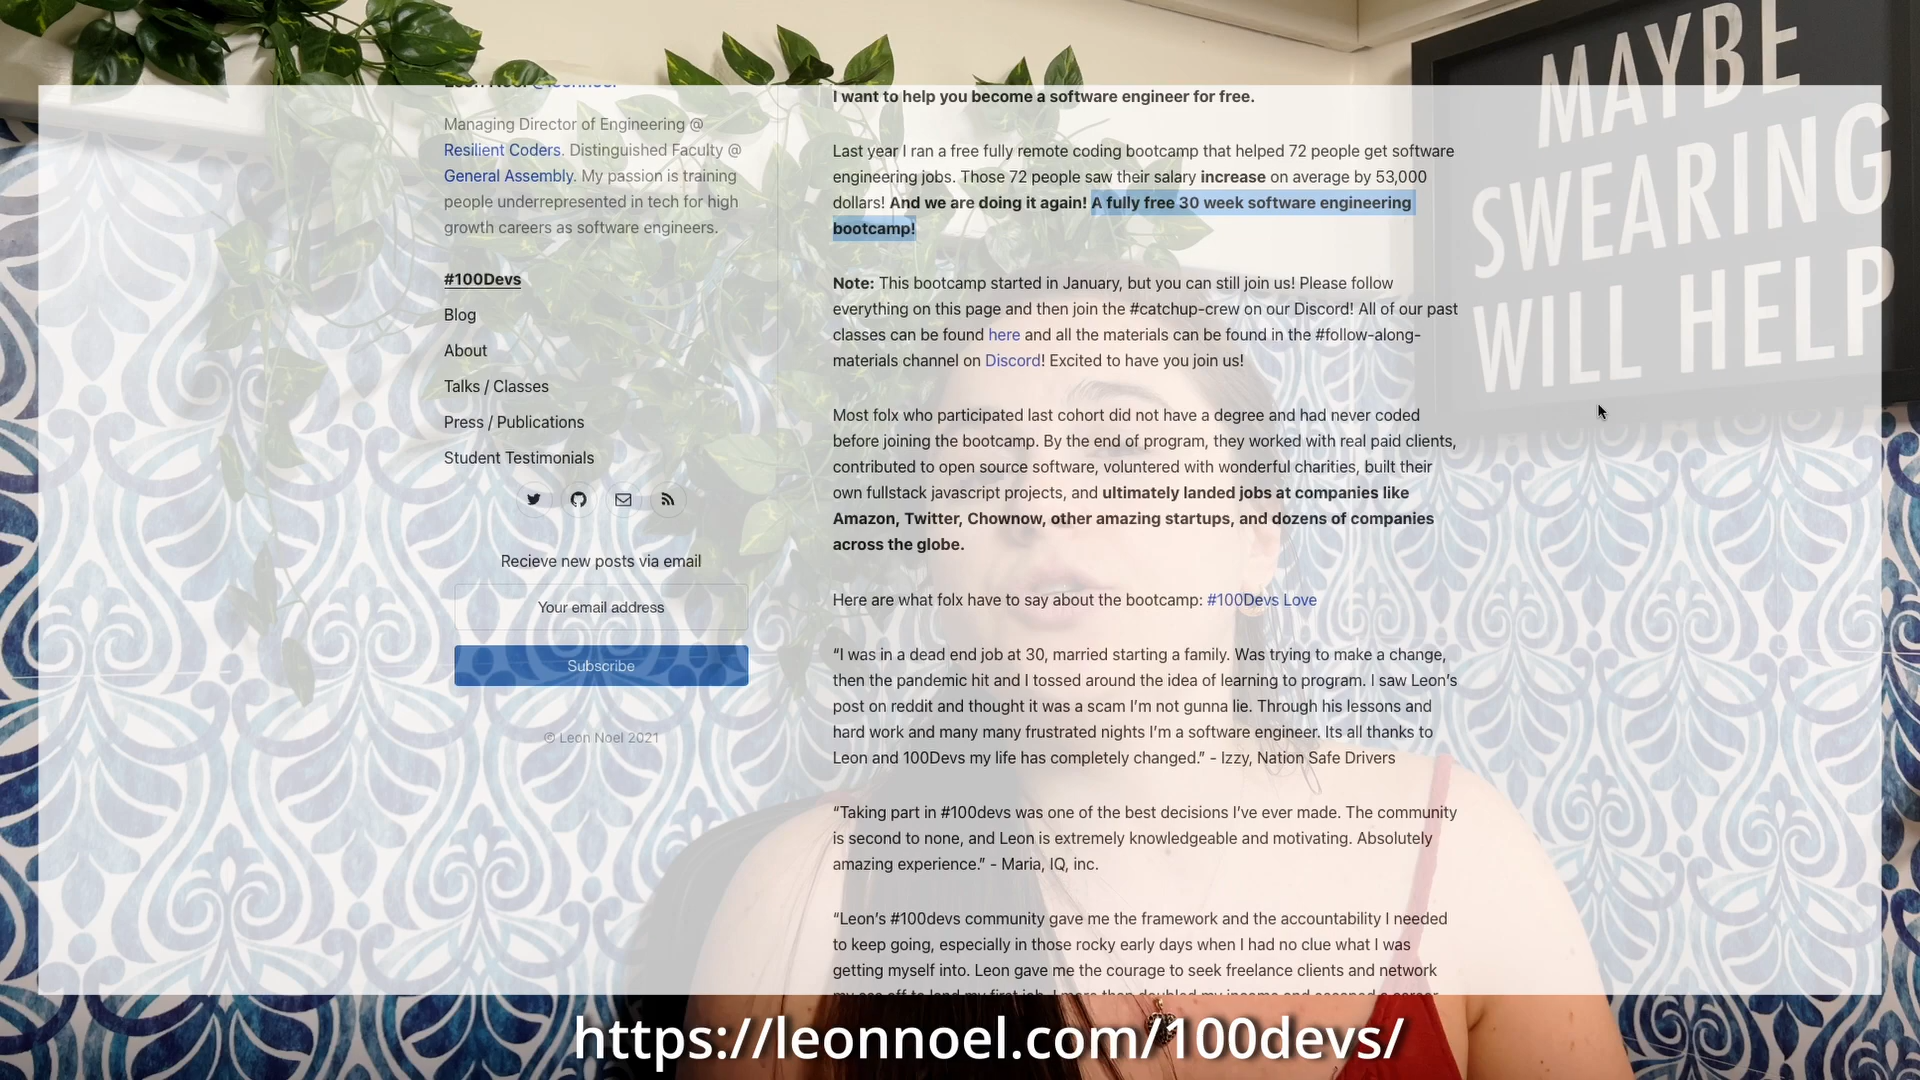 MAYBE
SWEARING
WILL HELP
Managing Director of Engineering @
Resilient Coders. Distinguished Faculty @
General Assembly. My passion is training
people underrepresented in tech for high
growth careers as software engineers.
#100Devs
Blog
About
Talks / Classes
Press / Publications
Student Testimonials
Recieve new posts via email
Your email address
Subscribe
© Leon Noel 2021
I want to help you become a software engineer for free.
Last year I ran a free fully remote coding bootcamp that helped 72 people get software
engineering jobs. Those 72 people saw their salary increase on average by 53,000
dollars! And we are doing it again! A fully free 30 week software engineering
bootcamp!
Note: This bootcamp started in January, but you can still join us! Please follow
everything on this page and then join the #catchup-crew on our Discord! All of our past
classes can be found here and all the materials can be found in the #follow-along-
materials channel on Discord! Excited to have you join us!
Most folx who participated last cohort did not have a degree and had never coded
before joining the bootcamp. By the end of program, they worked with real paid clients,
contributed to open source software, voluntered with wonderful charities, built their
own fullstack javascript projects, and ultimately landed jobs at companies like
Amazon, Twitter, Chownow, other amazing startups, and dozens of companies
across the globe.
Here are what folx have to say about the bootcamp: #100Devs Love
“I was in a dead end job at 30, married starting a family. Was trying to make a change,
then the pandemic hit and I tossed around the idea of learning to program. I saw Leon’s
post on reddit and thought it was a scam I’m not gunna lie. Through his lessons and
hard work and many many frustrated nights I’m a software engineer. Its all thanks to
Leon and 100Devs my life has completely changed.” - Izzy, Nation Safe Drivers
“Taking part in #100devs was one of the best decisions I’ve ever made. The community
is second to none, and Leon is extremely knowledgeable and motivating. Absolutely
amazing experience.” - Maria, IQ, inc.
“Leon’s #100devs community gave me the framework and the accountability I needed
to keep going, especially in those rocky early days when I had no clue what I was
getting myself into. Leon gave me the courage to seek freelance clients and network
https://leonnoel.com/100devs/